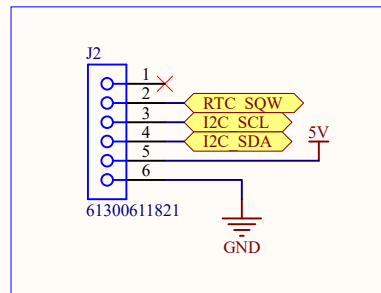 J2
1
2
RTC_SQW
3
I2C_SCL
4
I2C_SDA
5
5V
6
61300611821
GND